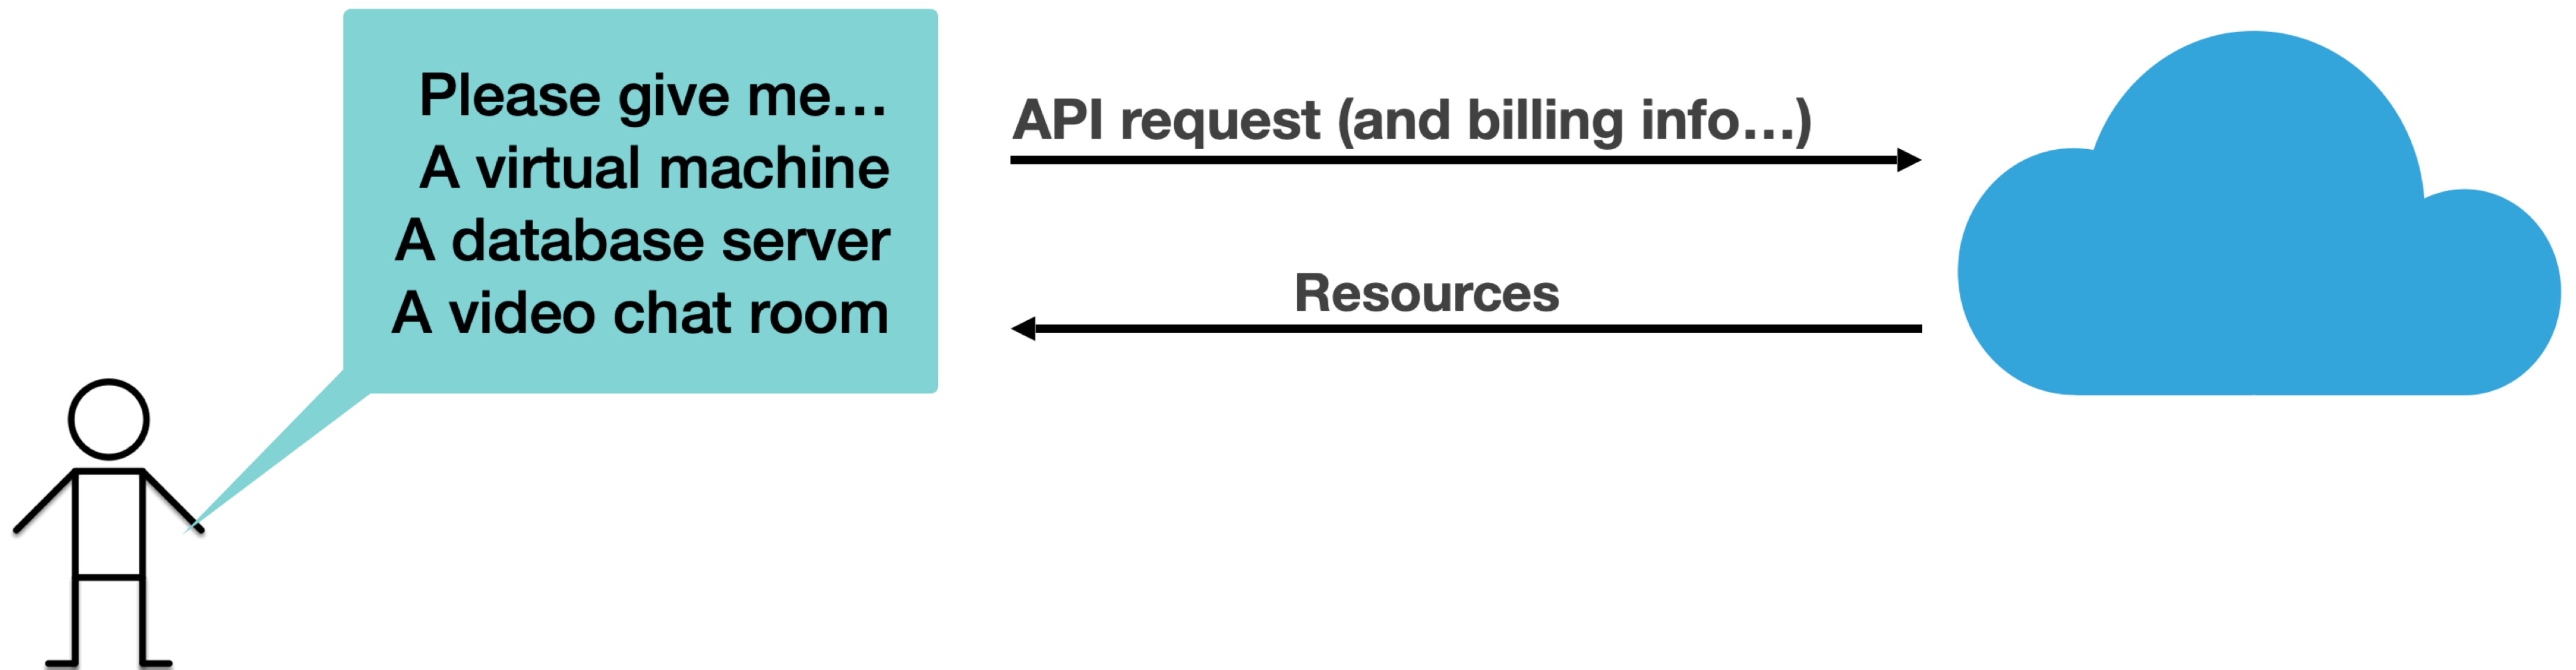 Please give me…
A virtual machine
A database server
A video chat room
API request (and billing info…)
Resources